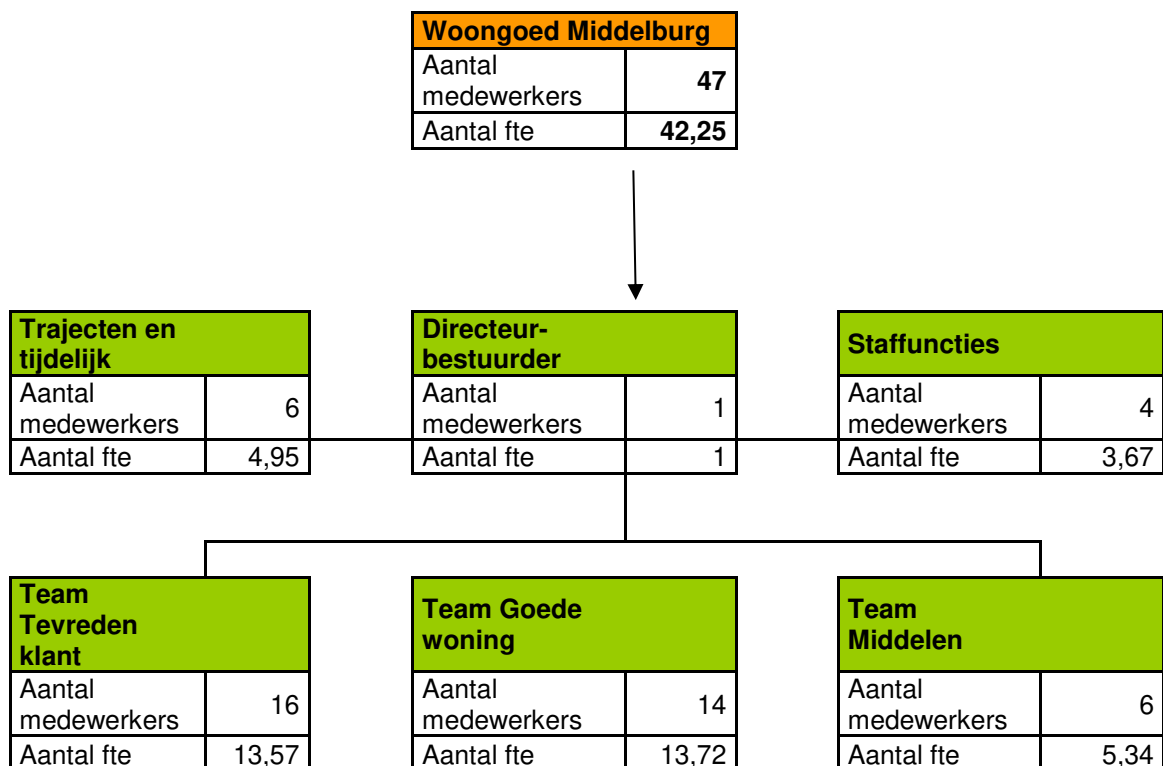 Woongoed Middelburg
Aantal
medewerkers
47
Aantal fte
42,25
Trajecten en
tijdelijk
Aantal
medewerkers
6
Aantal fte
4,95
Directeur-
bestuurder
Aantal
medewerkers
1
Aantal fte
1
Staffuncties
Aantal
medewerkers
4
Aantal fte
3,67
Team
Tevreden
klant
Aantal
medewerkers
16
Aantal fte
13,57
Team Goede
woning
Aantal
medewerkers
14
Aantal fte
13,72
Team
Middelen
Aantal
medewerkers
6
Aantal fte
5,34